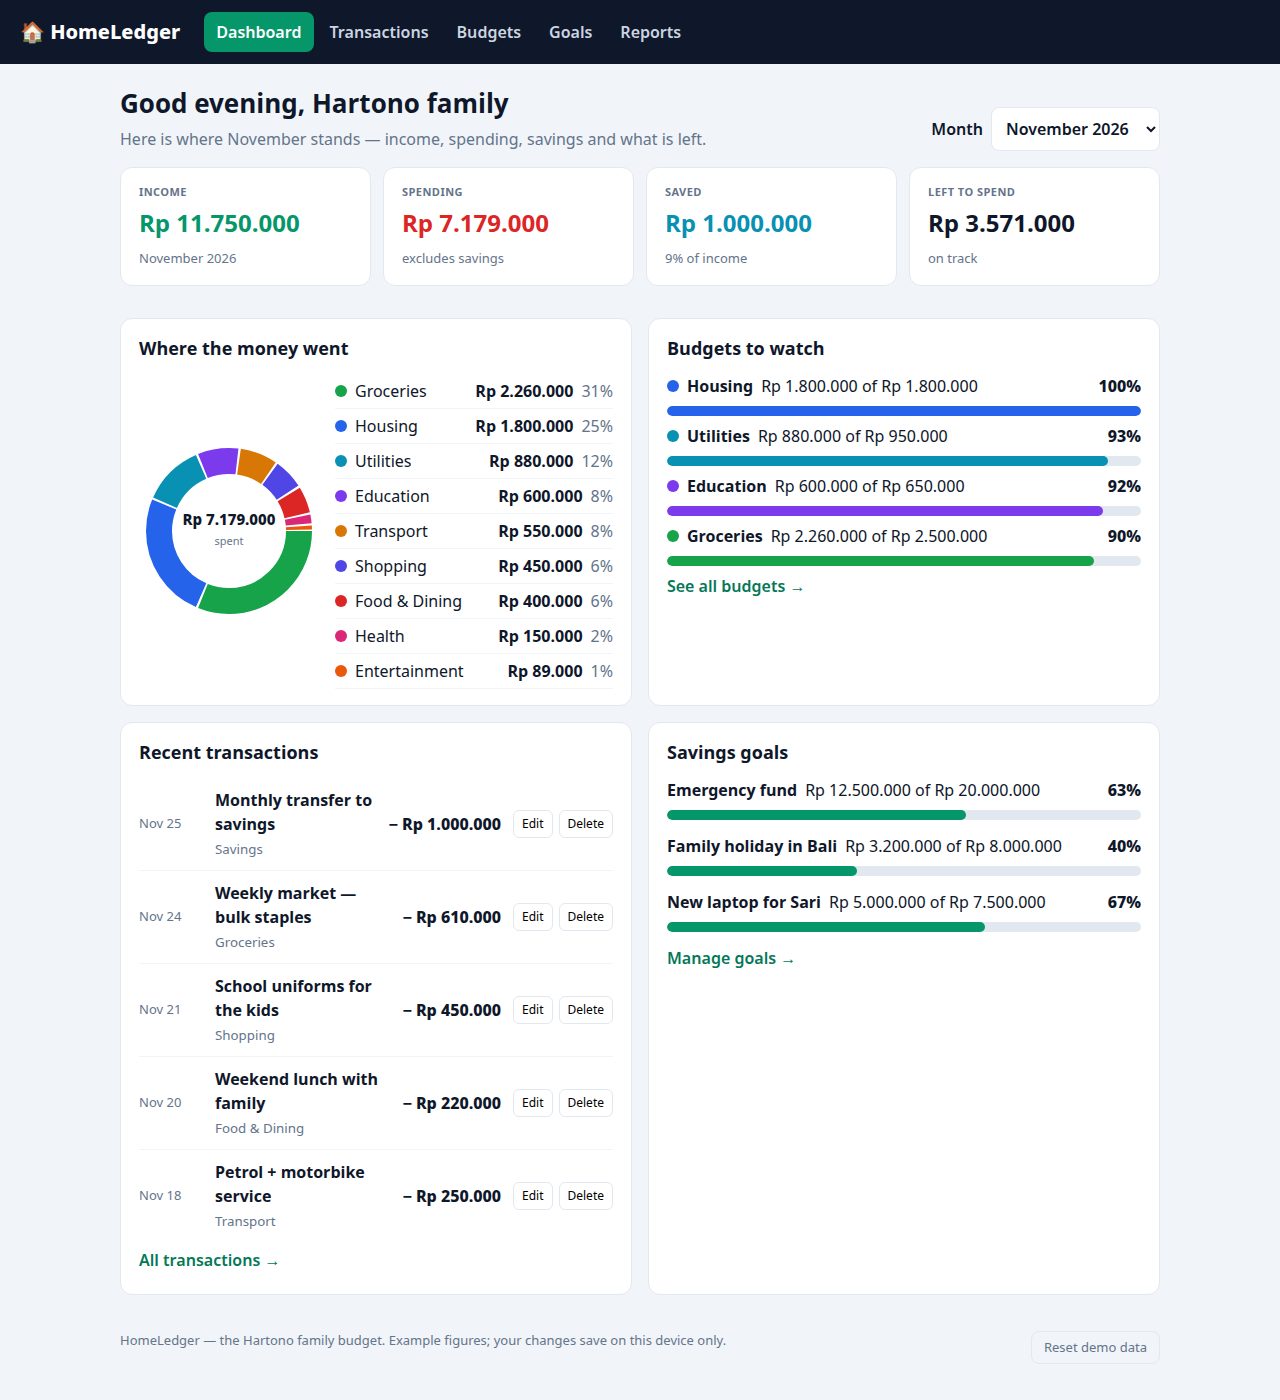 🏠 HomeLedger Dashboard Transactions Budgets Goals Reports
Good evening, Hartono family
Here is where November stands — income, spending, savings and what is left.
Month November 2026
INCOME
Rp 11.750.000
November 2026
SPENDING
Rp 7.179.000
excludes savings
SAVED
Rp 1.000.000
9% of income
LEFT TO SPEND
Rp 3.571.000
on track
Where the money went
Rp 7.179.000
spent
Groceries Rp 2.260.000 31%
Housing Rp 1.800.000 25%
Utilities Rp 880.000 12%
Education Rp 600.000 8%
Transport Rp 550.000 8%
Shopping Rp 450.000 6%
Food & Dining Rp 400.000 6%
Health Rp 150.000 2%
Entertainment Rp 89.000 1%
Budgets to watch
Housing Rp 1.800.000 of Rp 1.800.000 100%
Utilities Rp 880.000 of Rp 950.000 93%
Education Rp 600.000 of Rp 650.000 92%
Groceries Rp 2.260.000 of Rp 2.500.000 90%
See all budgets →
Recent transactions
Nov 25
Monthly transfer to
savings
Savings
– Rp 1.000.000 Edit Delete
Nov 24
Weekly market —
bulk staples
Groceries
– Rp 610.000 Edit Delete
Nov 21
School uniforms for
the kids
Shopping
– Rp 450.000 Edit Delete
Nov 20
Weekend lunch with
family
Food & Dining
– Rp 220.000 Edit Delete
Nov 18
Petrol + motorbike
service
Transport
– Rp 250.000 Edit Delete
All transactions →
Savings goals
Emergency fund Rp 12.500.000 of Rp 20.000.000 63%
Family holiday in Bali Rp 3.200.000 of Rp 8.000.000 40%
New laptop for Sari Rp 5.000.000 of Rp 7.500.000 67%
Manage goals →
HomeLedger — the Hartono family budget. Example figures; your changes save on this device only.
Reset demo data